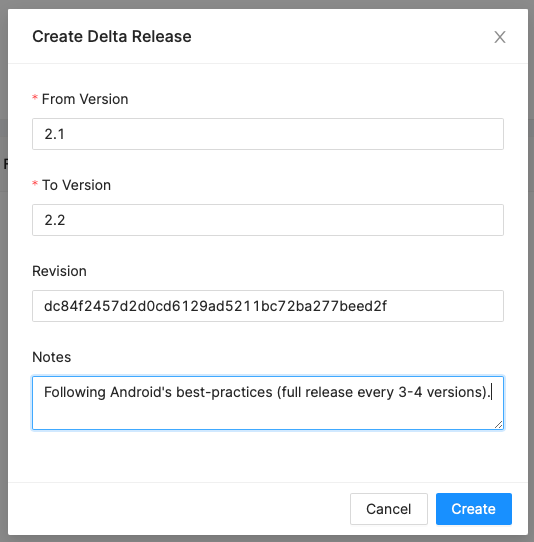 Create Delta Release
* From Version
2.1
* To Version
2.2
Revision
dc84f2457d2d0cd6129ad5211bc72ba277beed2f
Notes
Following Android's best-practices (full release every 3-4 versions).
Cancel
Create